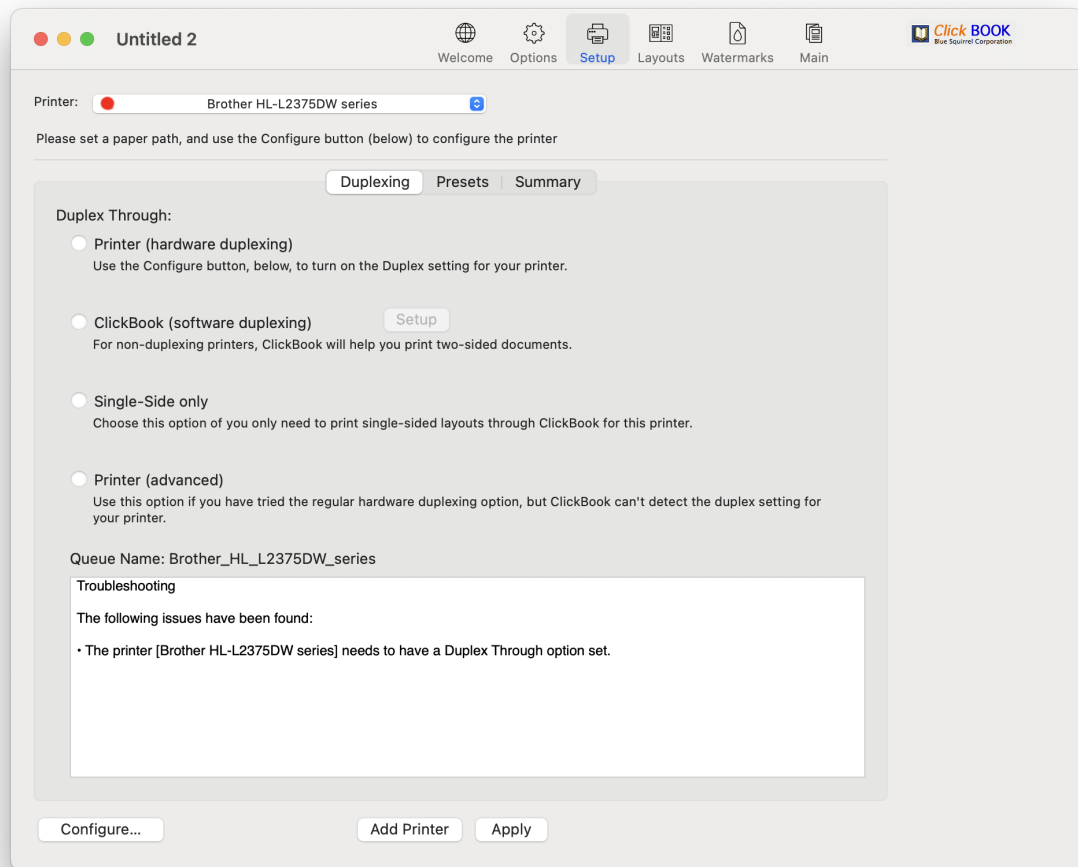 Untitled 2
Welcome Options Setup Layouts Watermarks Main
Click BOOK
Blue Squirrel Corporation
Printer: Brother HL-L2375DW series
Please set a paper path, and use the Configure button (below) to configure the printer
Duplexing Presets Summary
Duplex Through:
Printer (hardware duplexing)
Use the Configure button, below, to turn on the Duplex setting for your printer.
ClickBook (software duplexing) Setup
For non-duplexing printers, ClickBook will help you print two-sided documents.
Single-Side only
Choose this option of you only need to print single-sided layouts through ClickBook for this printer.
Printer (advanced)
Use this option if you have tried the regular hardware duplexing option, but ClickBook can't detect the duplex setting for
your printer.
Queue Name: Brother_HL_L2375DW_series
Troubleshooting
The following issues have been found:
• The printer [Brother HL-L2375DW series] needs to have a Duplex Through option set.
Configure... Add Printer Apply